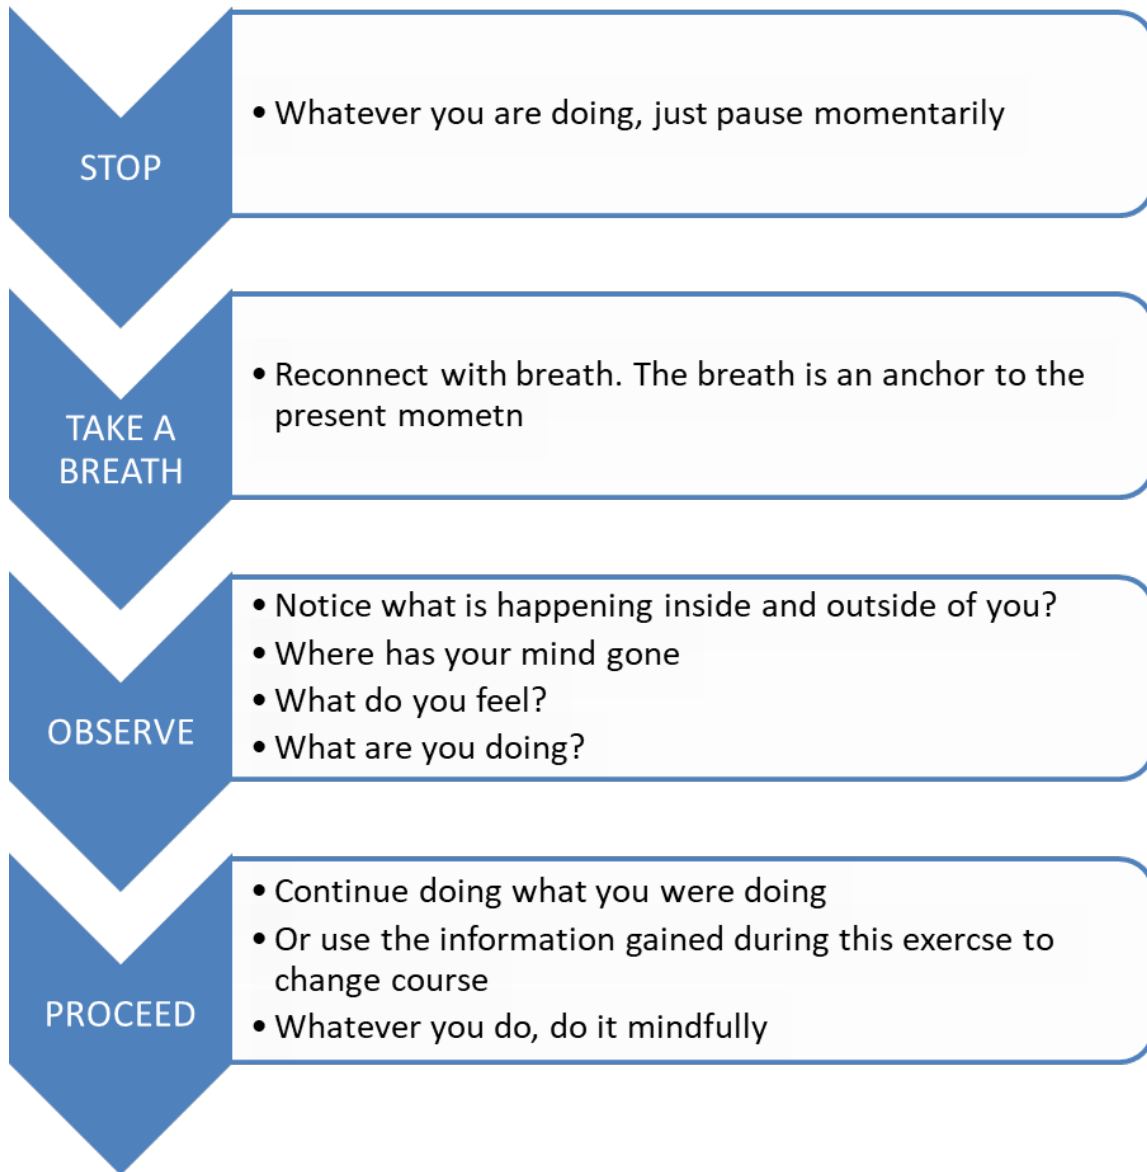 STOP
• Whatever you are doing, just pause momentarily
TAKE A
BREATH
• Reconnect with breath. The breath is an anchor to the
present mometn
OBSERVE
• Notice what is happening inside and outside of you?
• Where has your mind gone
• What do you feel?
• What are you doing?
PROCEED
• Continue doing what you were doing
• Or use the information gained during this exercse to
change course
• Whatever you do, do it mindfully